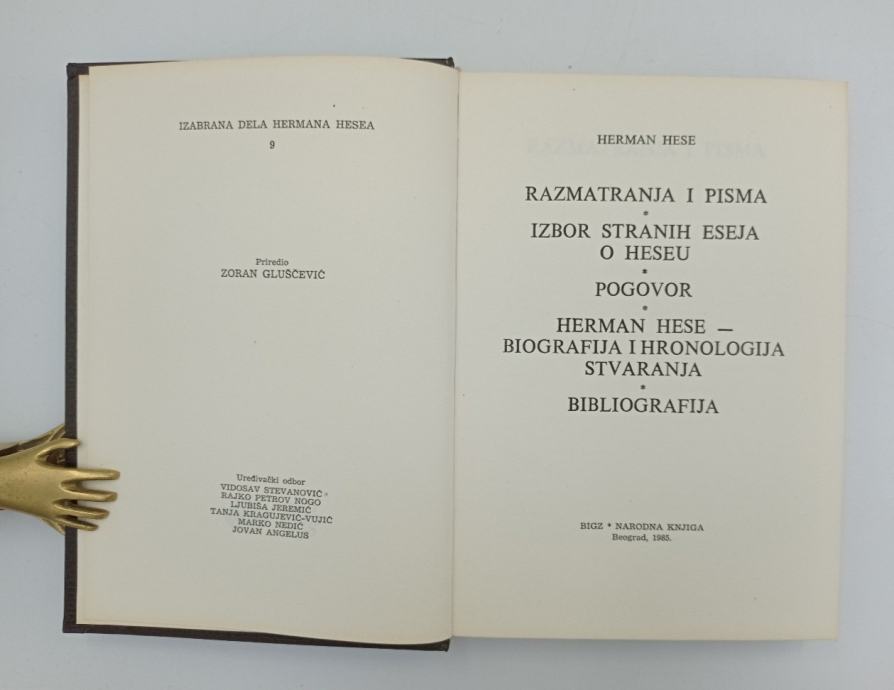 IZABRANA DELA HERMANA HESEA
9
Priredio
ZORAN GLUŠČEVIĆ
Uređivački odbor
VIDOSAV STEVANOVIĆ
RAJKO PETROV NOGO
LJUBIŠA JEREMIĆ
TANJA KRAGUJEVIĆ-VUJIĆ
MARKO NEDIĆ
JOVAN ANGELUS
HERMAN HESE
RAZMATRANJA I PISMA
*
IZBOR STRANIH ESEJA
O HESEU
*
POGOVOR
*
HERMAN HESE —
BIOGRAFIJA I HRONOLOGIJA
STVARANJA
*
BIBLIOGRAFIJA
BIGZ * NARODNA KNJIGA
Beograd, 1985.